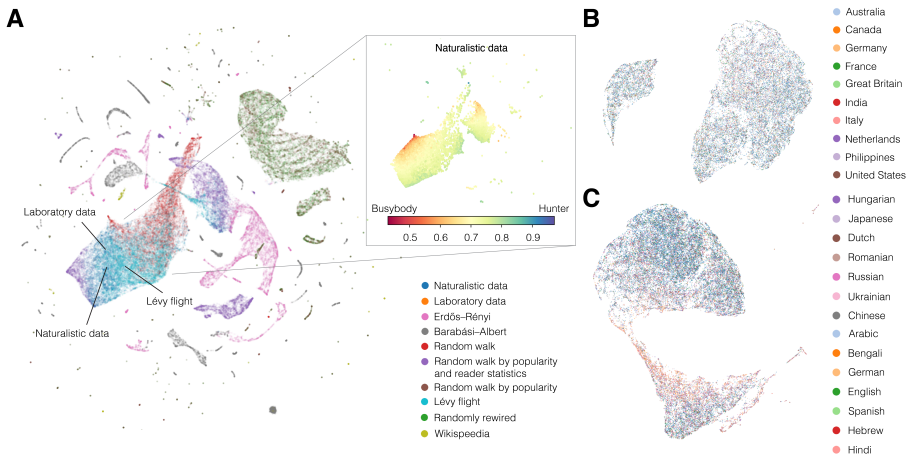 A
Naturalistic data
Busybody
Hunter
0.5 0.6 0.7 0.8 0.9
Laboratory data
Lévy flight
Naturalistic data
Naturalistic data
Laboratory data
Erdős–Rényi
Barabási–Albert
Random walk
Random walk by popularity
and reader statistics
Random walk by popularity
Lévy flight
Randomly rewired
Wikispeedia
B
Australia
Canada
Germany
France
Great Britain
India
Italy
Netherlands
Philippines
United States
C
Hungarian
Japanese
Dutch
Romanian
Russian
Ukrainian
Chinese
Arabic
Bengali
German
English
Spanish
Hebrew
Hindi